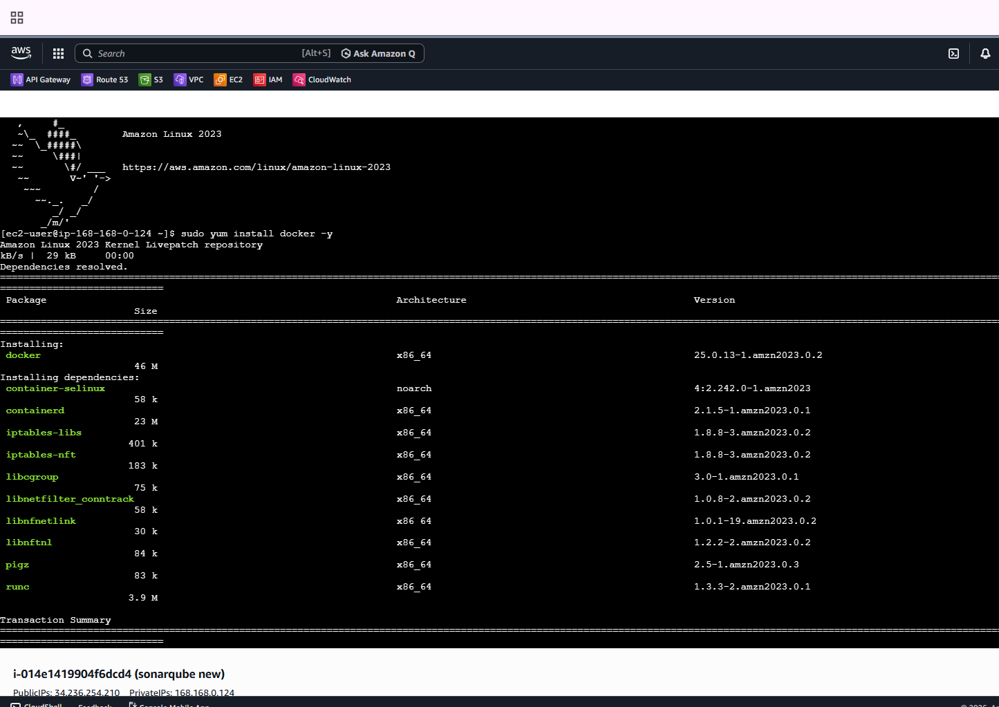 aws
Search [Alt+S] Ask Amazon Q
API Gateway Route 53 S3 VPC EC2 IAM CloudWatch
   ,     #_
   ~\_  ####_        Amazon Linux 2023
  ~~  \_#####\
  ~~     \###|
  ~~       \#/ ___   https://aws.amazon.com/linux/amazon-linux-2023
   ~~       V~' '->
    ~~~         /
      ~~._.   _/
         _/ _/
       _/m/'
[ec2-user@ip-168-168-0-124 ~]$ sudo yum install docker -y
Amazon Linux 2023 Kernel Livepatch repository
kB/s |  29 kB     00:00
Dependencies resolved.
Package Architecture Version
Size
Installing:
docker x86_64 25.0.13-1.amzn2023.0.2
46 M
Installing dependencies:
container-selinux noarch 4:2.242.0-1.amzn2023
58 k
containerd x86_64 2.1.5-1.amzn2023.0.1
23 M
iptables-libs x86_64 1.8.8-3.amzn2023.0.2
401 k
iptables-nft x86_64 1.8.8-3.amzn2023.0.2
183 k
libcgroup x86_64 3.0-1.amzn2023.0.1
75 k
libnetfilter_conntrack x86_64 1.0.8-2.amzn2023.0.2
58 k
libnfnetlink x86_64 1.0.1-19.amzn2023.0.2
30 k
libnftnl x86_64 1.2.2-2.amzn2023.0.2
84 k
pigz x86_64 2.5-1.amzn2023.0.3
83 k
runc x86_64 1.3.3-2.amzn2023.0.1
3.9 M
Transaction Summary
i-014e1419904f6dcd4 (sonarqube new)
PublicIPs: 34.236.254.210 PrivateIPs: 168.168.0.124
CloudShell Feedback Console Mobile App © 2026, A